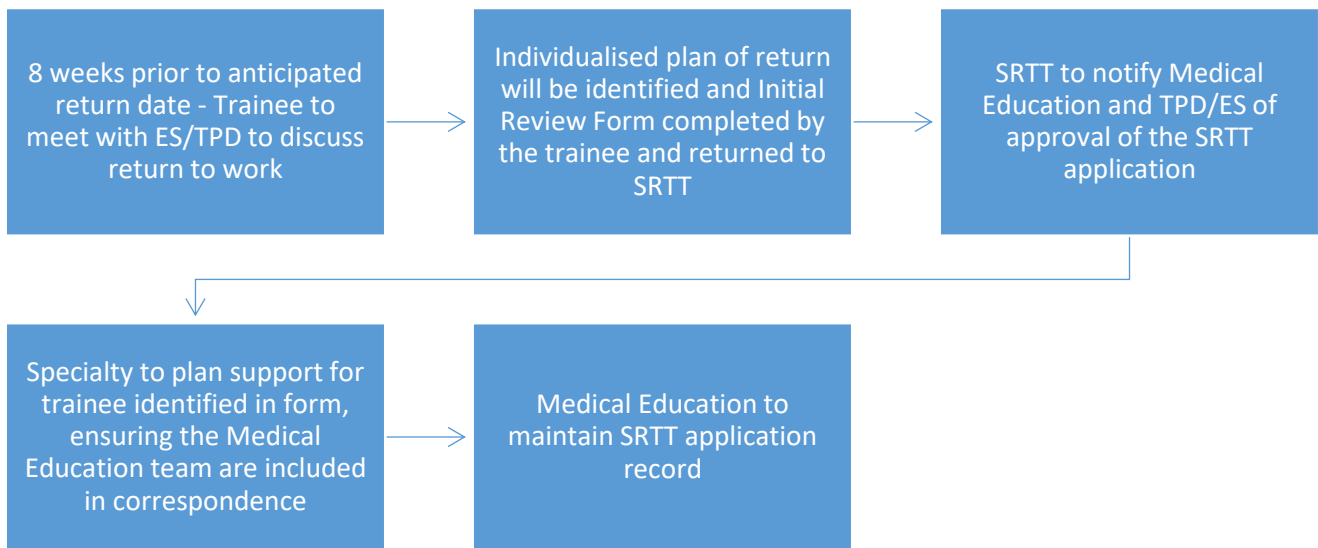 8 weeks prior to anticipated
return date - Trainee to
meet with ES/TPD to discuss
return to work
Individualised plan of return
will be identified and Initial
Review Form completed by
the trainee and returned to
SRTT
SRTT to notify Medical
Education and TPD/ES of
approval of the SRTT
application
Specialty to plan support for
trainee identified in form,
ensuring the Medical
Education team are included
in correspondence
Medical Education to
maintain SRTT application
record